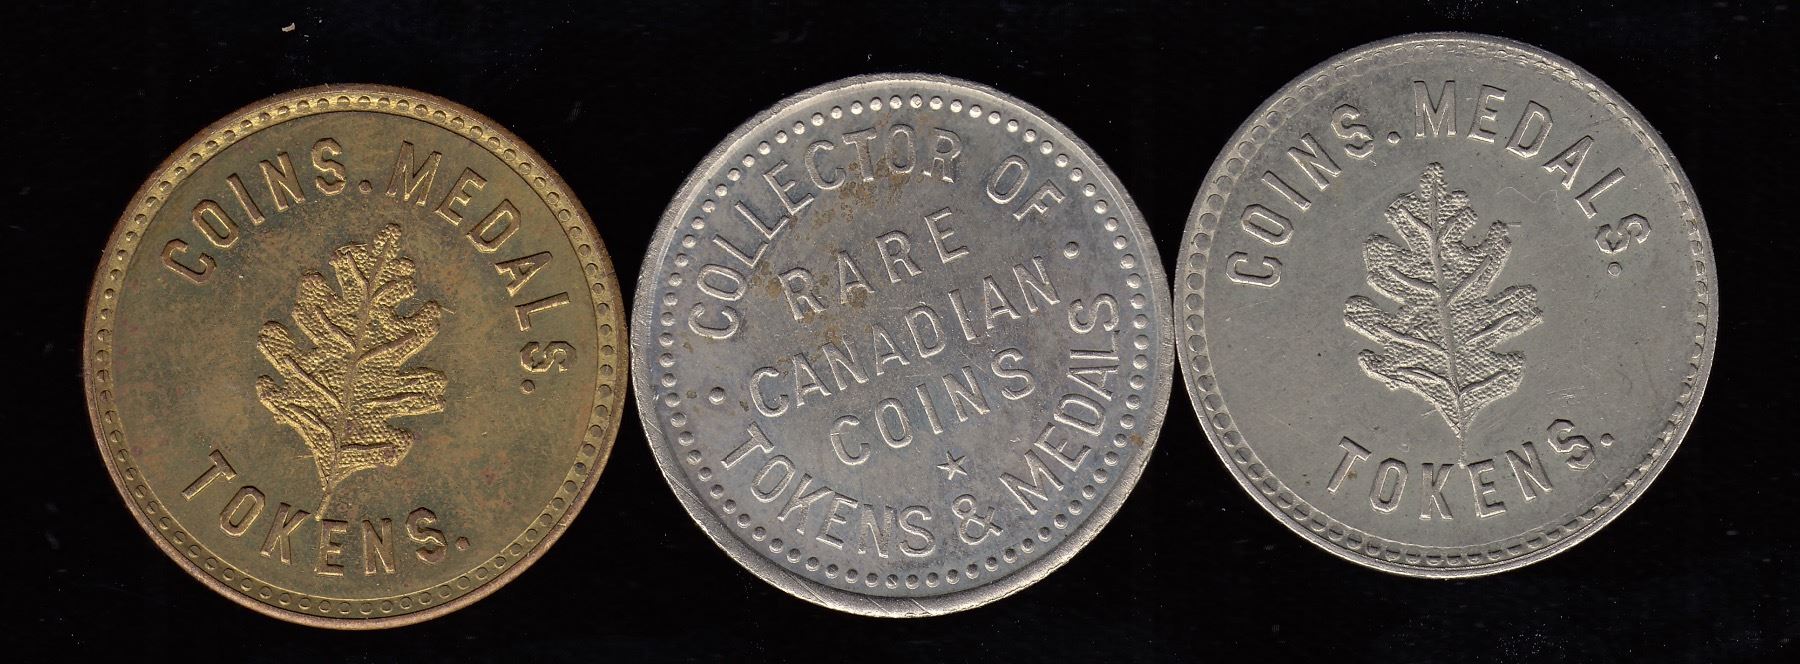 COINS. MEDALS.
TOKENS.
COLLECTOR OF
RARE
CANADIAN
COINS
TOKENS & MEDALS
COINS. MEDALS.
TOKENS.